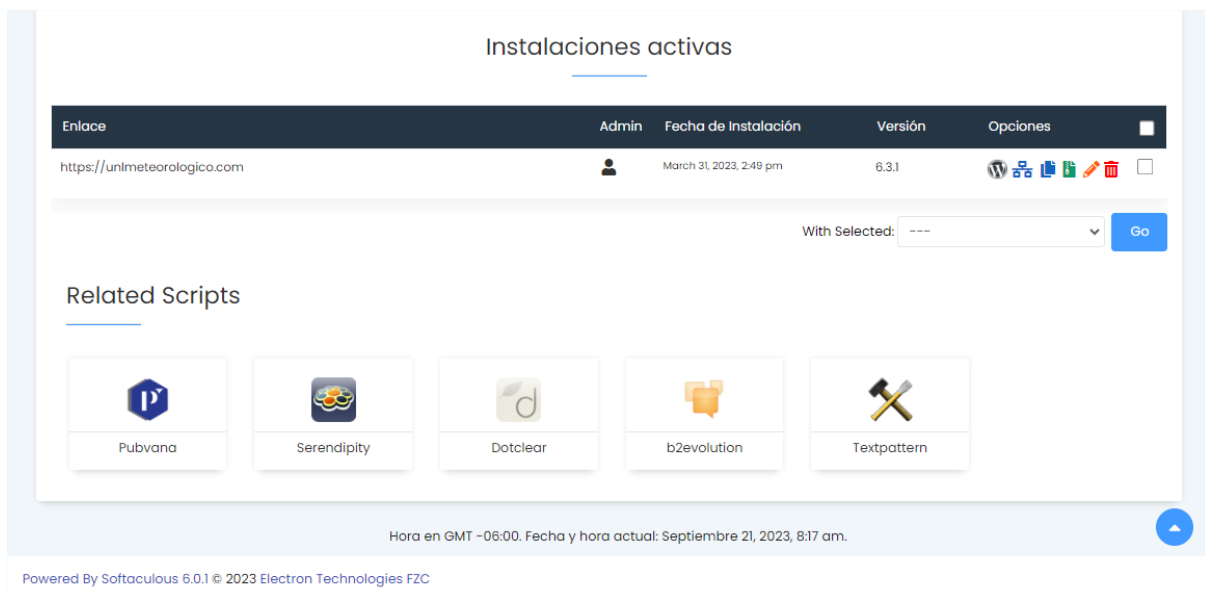 Instalaciones activas
Enlace Admin Fecha de Instalación Versión Opciones
https://unlmeteorologico.com March 31, 2023, 2:49 pm 6.3.1
With Selected: --- Go
Related Scripts
Pubvana Serendipity Dotclear b2evolution Textpattern
Hora en GMT -06:00. Fecha y hora actual: Septiembre 21, 2023, 8:17 am.
Powered By Softaculous 6.0.1 © 2023 Electron Technologies FZC